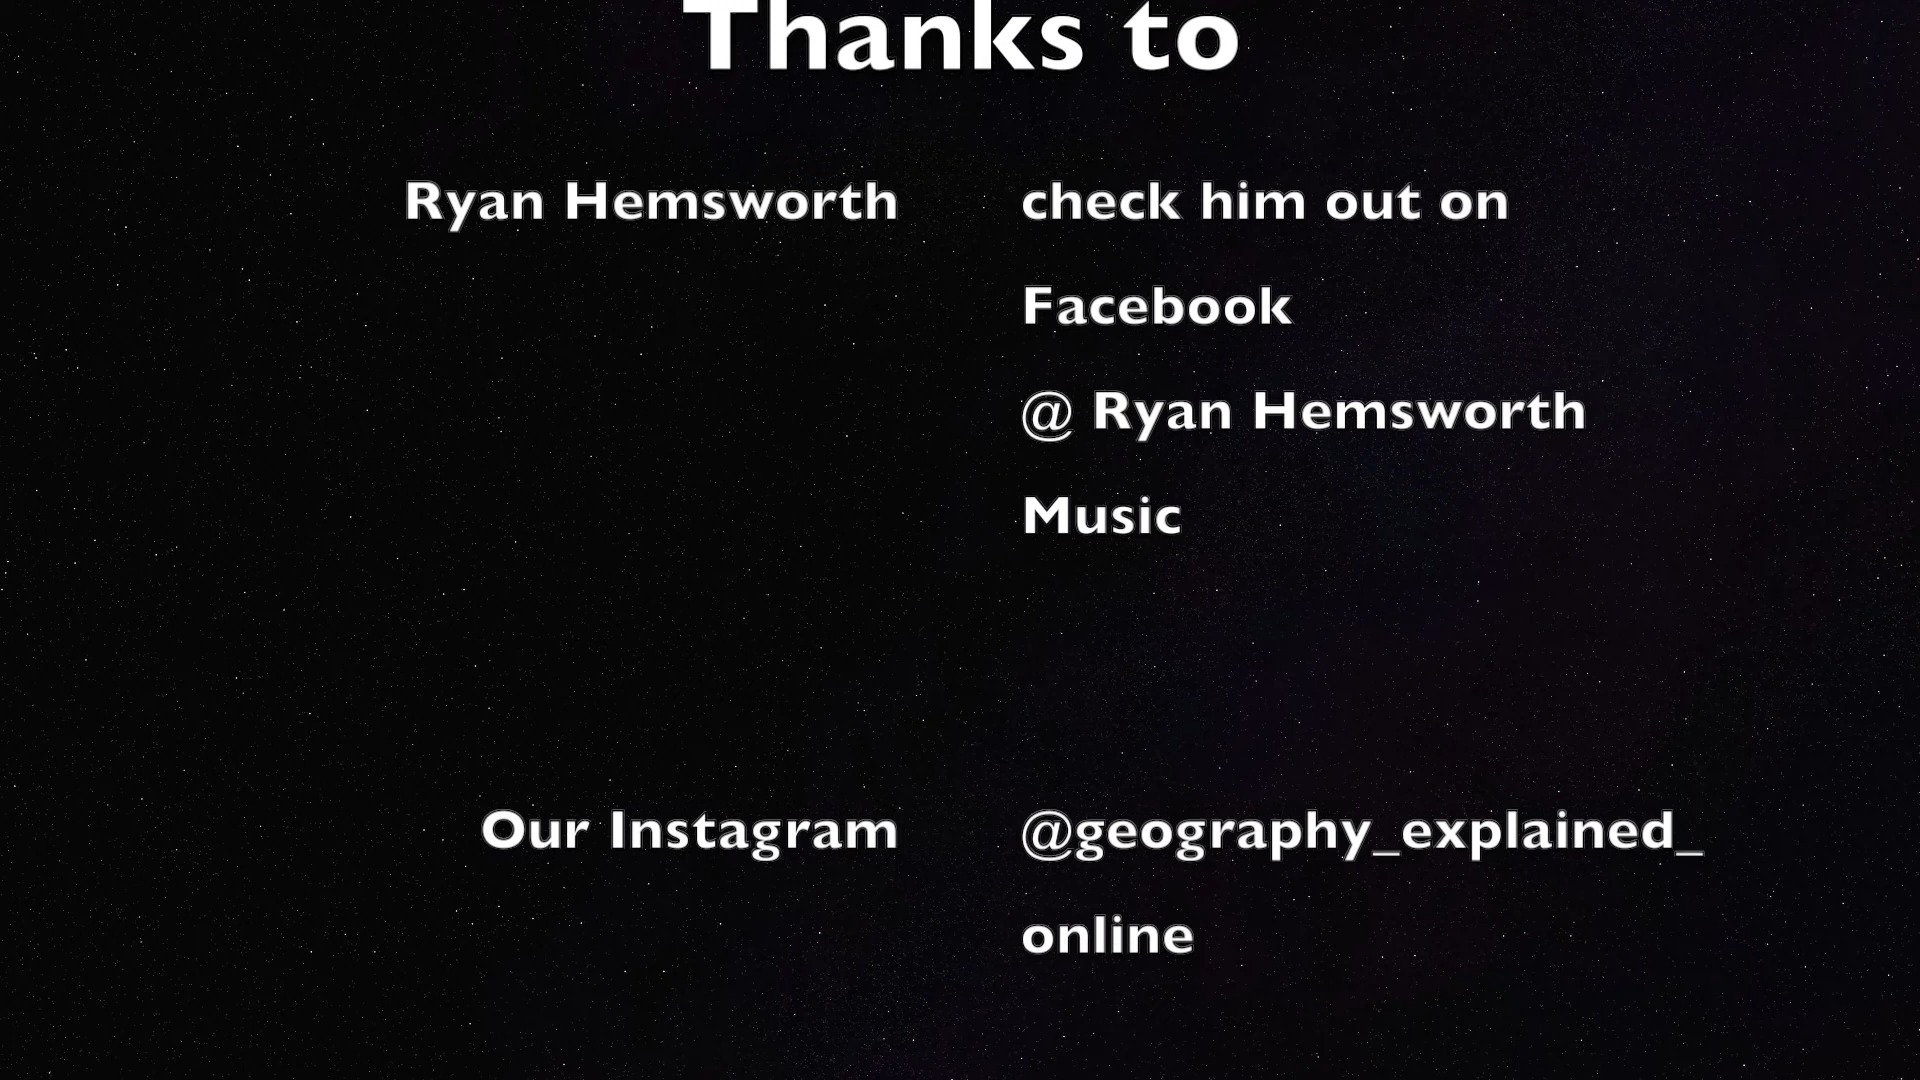 Thanks to
Ryan Hemsworth check him out on
Facebook
@ Ryan Hemsworth
Music
Our Instagram @geography_explained_
online